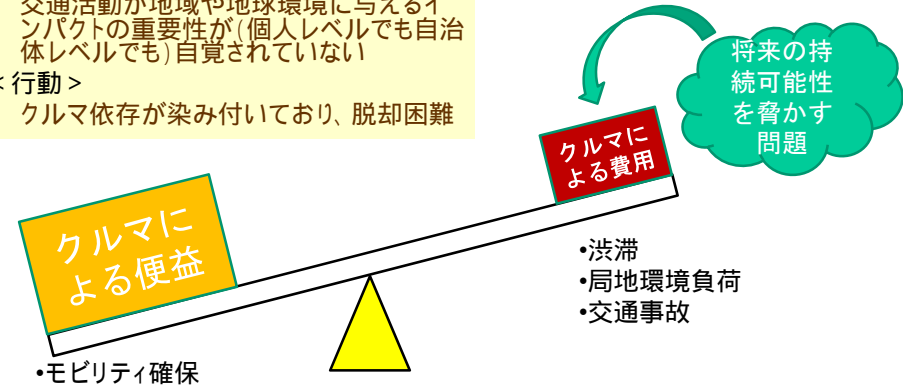 交通活動が地域や地球環境に与えるイ
ンパクトの重要性が(個人レベルでも自治
体レベルでも)自覚されていない
<行動>
クルマ依存が染み付いており、脱却困難
将来の持
続可能性
を脅かす
問題
クルマに
よる費用
クルマに
よる便益
•渋滞
•局地環境負荷
•交通事故
•モビリティ確保